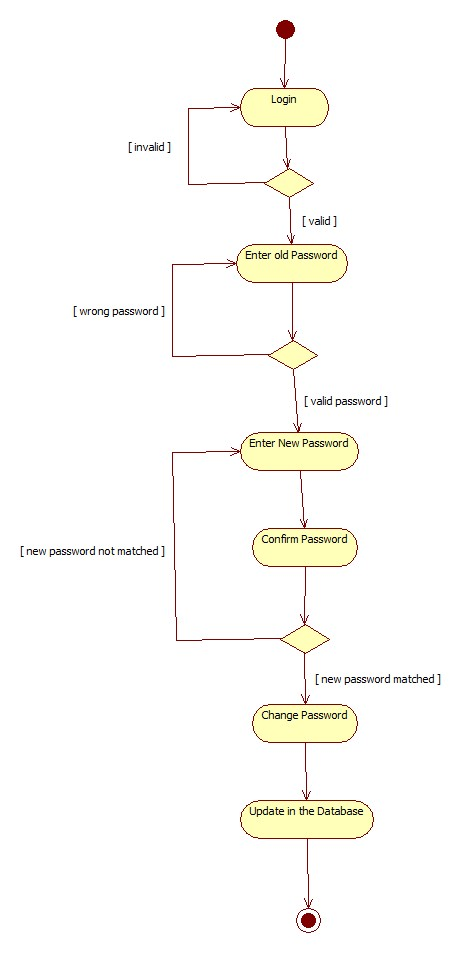 Login
[ invalid ]
[ valid ]
Enter old Password
[ wrong password ]
[ valid password ]
Enter New Password
Confirm Password
[ new password not matched ]
[ new password matched ]
Change Password
Update in the Database